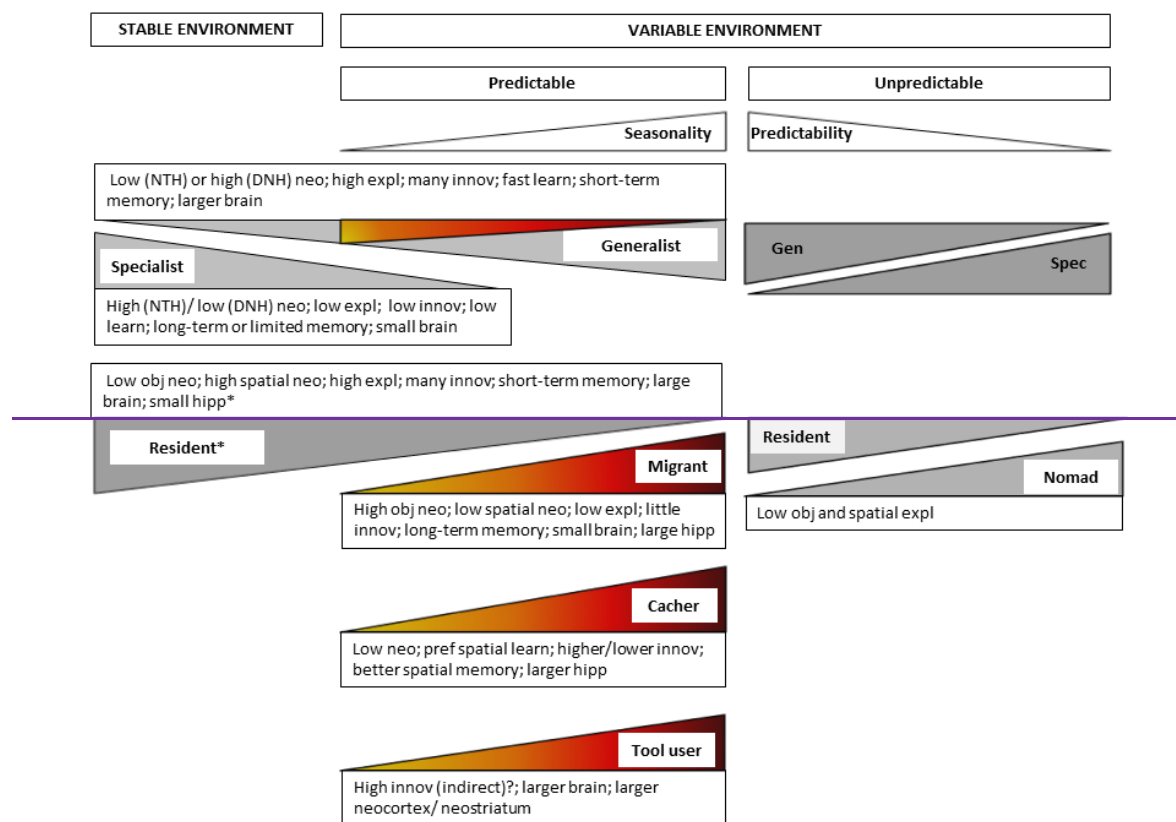 STABLE ENVIRONMENT
VARIABLE ENVIRONMENT
Predictable
Unpredictable
Seasonality
Predictability
Low (NTH) or high (DNH) neo; high expl; many innov; fast learn; short-term
memory; larger brain
Generalist
Gen
Specialist
Spec
High (NTH)/ low (DNH) neo; low expl; low innov; low
learn; long-term or limited memory; small brain
Low obj neo; high spatial neo; high expl; many innov; short-term memory; large
brain; small hipp*
Resident*
Resident
Migrant
Nomad
High obj neo; low spatial neo; low expl; little
innov; long-term memory; small brain; large hipp
Low obj and spatial expl
Cacher
Low neo; pref spatial learn; higher/lower innov;
better spatial memory; larger hipp
Tool user
High innov (indirect)?; larger brain; larger
neocortex/ neostriatum